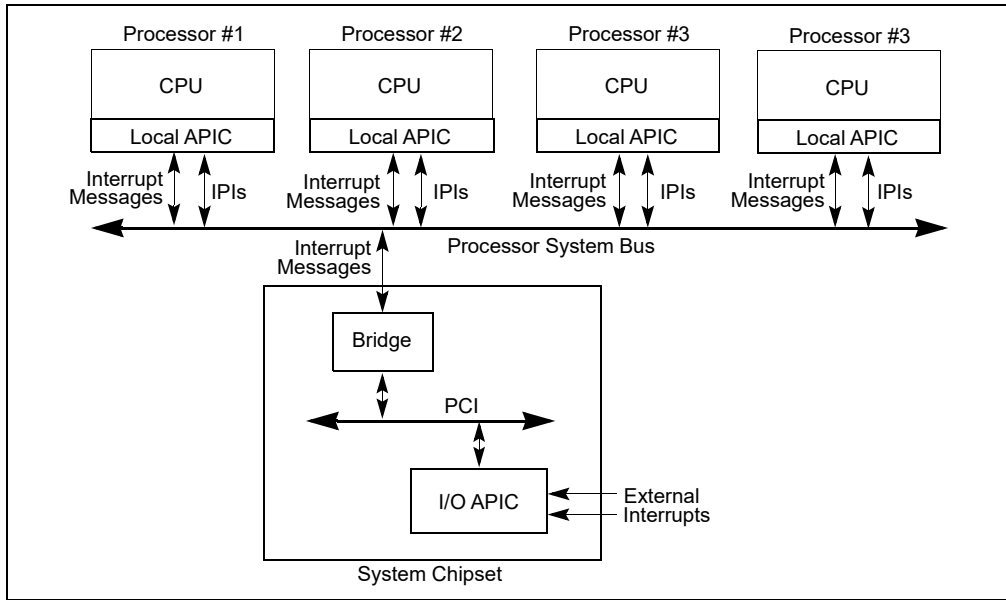 Processor #1
Processor #2
Processor #3
Processor #3
CPU
CPU
CPU
CPU
Local APIC
Local APIC
Local APIC
Local APIC
Interrupt
Messages
IPIs
Interrupt
Messages
IPIs
Interrupt
Messages
IPIs
Interrupt
Messages
IPIs
Processor System Bus
Interrupt
Messages
Bridge
PCI
I/O APIC
External
Interrupts
System Chipset